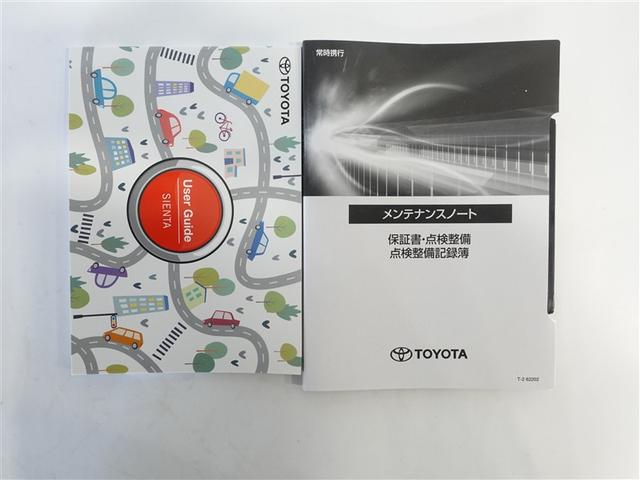 TOYOTA
User Guide
SIENTA
常時携行
メンテナンスノート
保証書・点検整備
点検整備記録簿
TOYOTA
T-2 62202